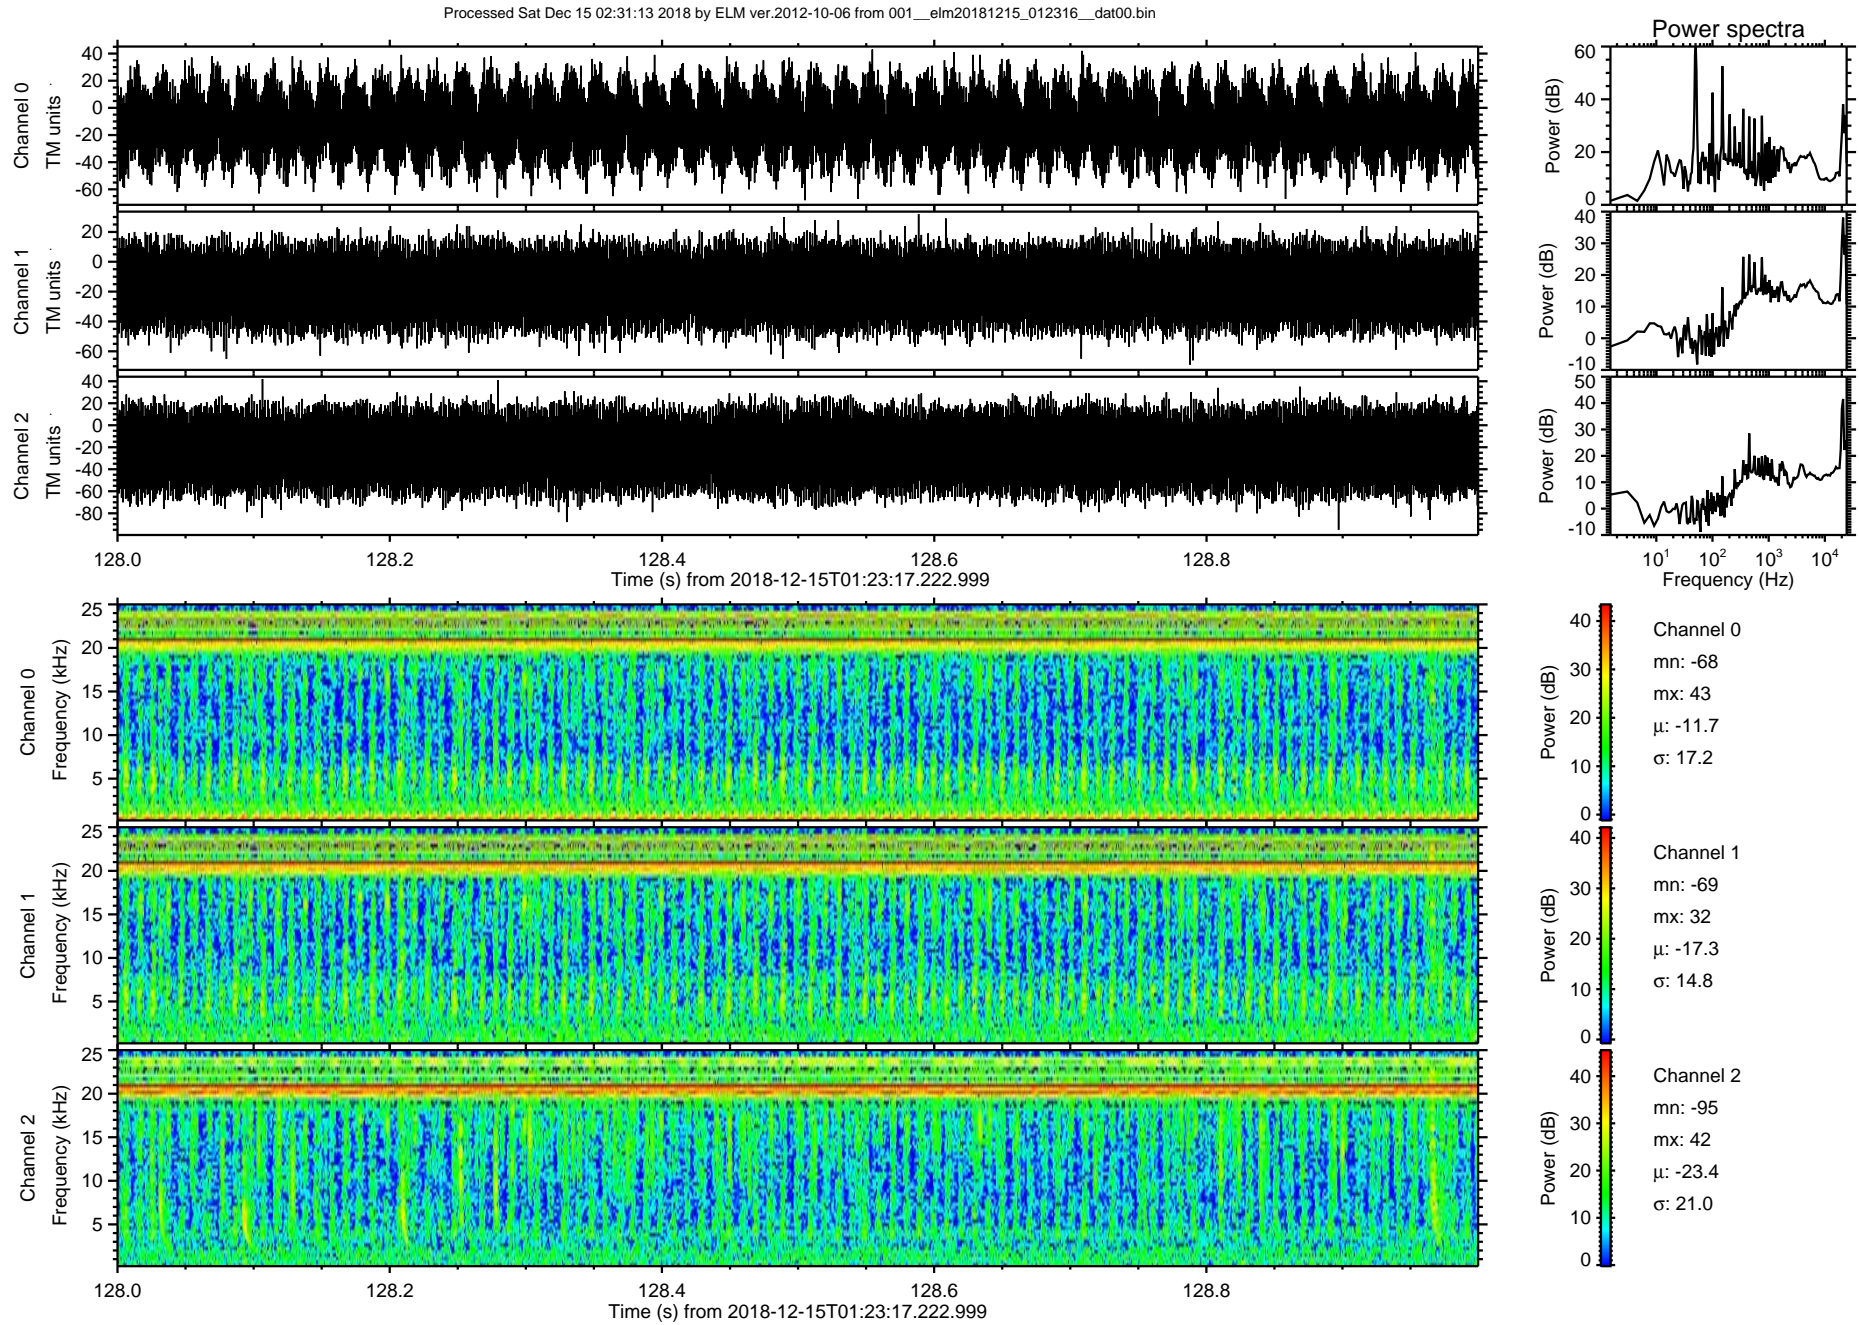 Processed Sat Dec 15 02:31:13 2018 by ELM ver.2012-10-06 from 001__elm20181215_012316__dat00.bin
Power spectra
Channel 0
TM units
40
20
0
-20
-40
-60
Power (dB)
60
40
20
0
Channel 1
TM units
20
0
-20
-40
-60
Power (dB)
40
30
20
10
0
-10
Channel 2
TM units
40
20
0
-20
-40
-60
-80
Power (dB)
50
40
30
20
10
0
-10
128.0 128.2 128.4 128.6 128.8
Time (s) from 2018-12-15T01:23:17.222.999
10^1 10^2 10^3 10^4
Frequency (Hz)
Channel 0
Frequency (kHz)
25
20
15
10
5
Power (dB)
40
30
20
10
0
Channel 0
mn: -68
mx: 43
μ: -11.7
σ: 17.2
Channel 1
Frequency (kHz)
25
20
15
10
5
Power (dB)
40
30
20
10
0
Channel 1
mn: -69
mx: 32
μ: -17.3
σ: 14.8
Channel 2
Frequency (kHz)
25
20
15
10
5
Power (dB)
40
30
20
10
0
Channel 2
mn: -95
mx: 42
μ: -23.4
σ: 21.0
128.0 128.2 128.4 128.6 128.8
Time (s) from 2018-12-15T01:23:17.222.999